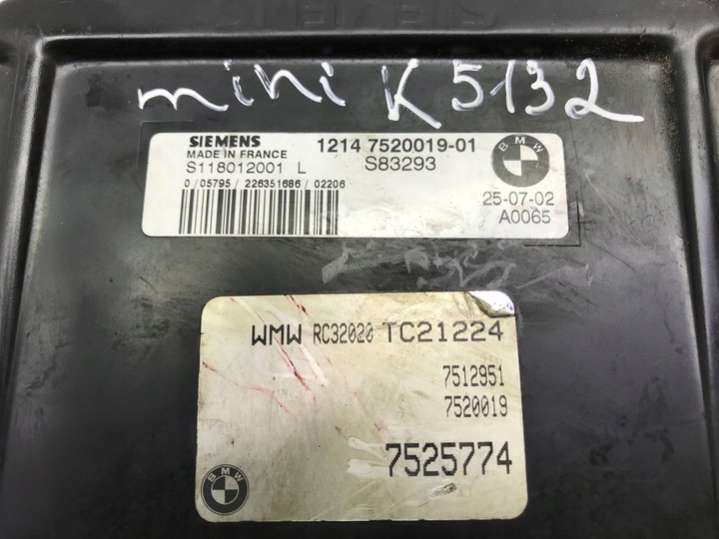 SIEMENS
mini K5132
SIEMENS 1214 7520019-01
MADE IN FRANCE
S118012001 L S83293
0 / 05795 / 226351686 / 02206
BMW
25-07-02
A0065
WMW RC32020 TC21224
7512951
7520019
7525774
BMW